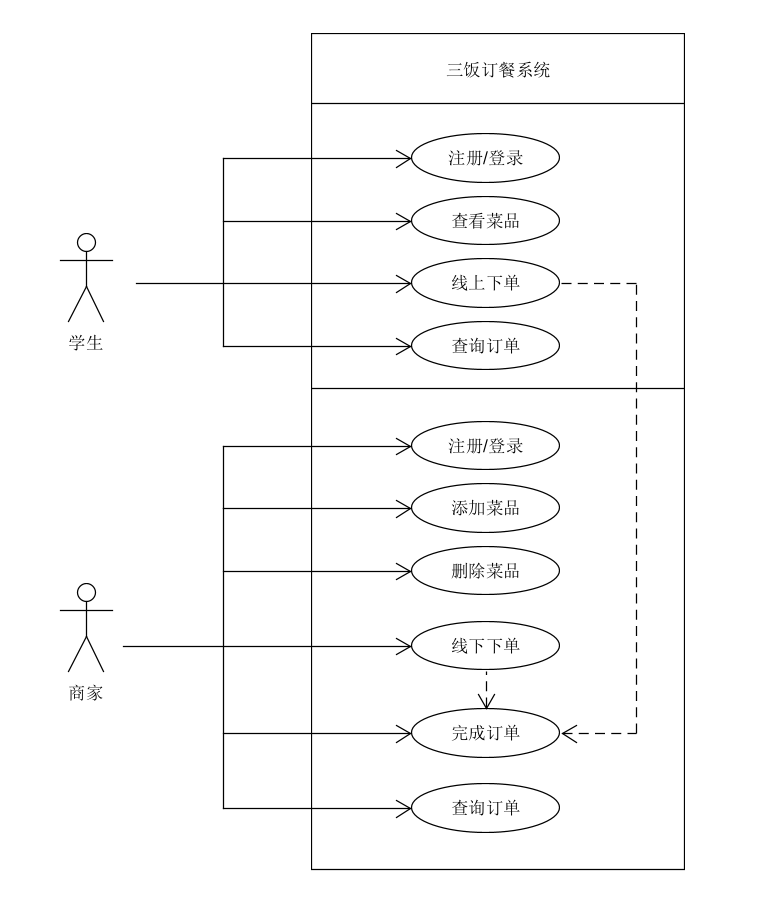 三饭订餐系统
注册/登录
查看菜品
线上下单
查询订单
学生
注册/登录
添加菜品
删除菜品
线下下单
完成订单
查询订单
商家